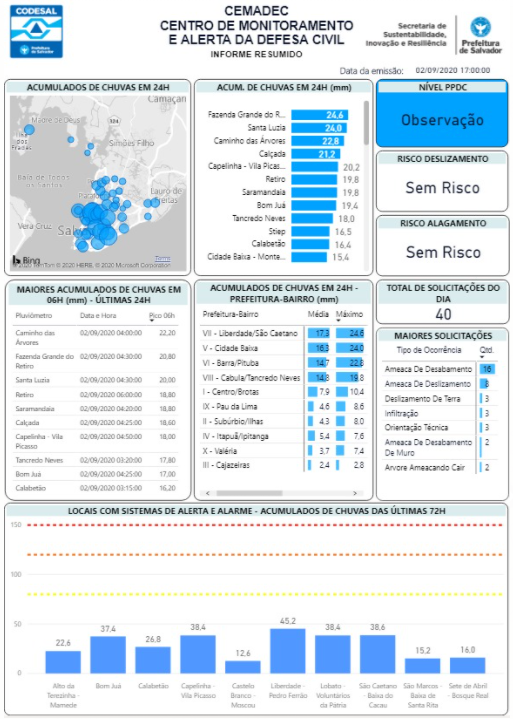 CODESAL
Prefeitura
de Salvador
CEMADEC
CENTRO DE MONITORAMENTO
E ALERTA DA DEFESA CIVIL
INFORME RESUMIDO
Secretaria de
Sustentabilidade,
Inovação e Resiliência
Prefeitura
de Salvador
Data da emissão: 02/09/2020 17:00:00
ACUMULADOS DE CHUVAS EM 24H
Camaçari
Madre de Deus
Simões Filho
Ilha dos
Frades
Baía de Todos
os Santos
Lauro de
Freitas
Vera Cruz
Bing
Terms
ACUM. DE CHUVAS EM 24H (mm)
Fazenda Grande do R... 24,6
Santa Luzia 24,0
Caminho das Árvores 22,8
Calçada 21,2
Capelinha - Vila Picas... 20,2
Retiro 19,8
Saramandaia 19,8
Bom Juá 19,4
Tancredo Neves 18,0
Stiep 16,5
Calabetão 16,4
Cidade Baixa - Monte... 15,4
NÍVEL PPDC
Observação
RISCO DESLIZAMENTO
Sem Risco
RISCO ALAGAMENTO
Sem Risco
MAIORES ACUMULADOS DE CHUVAS EM
06H (mm) - ÚLTIMAS 24H
Pluviômetro Data e Hora Pico 06h
Caminho das
Árvores 02/09/2020 04:00:00 22,20
Fazenda Grande do
Retiro 02/09/2020 04:30:00 20,80
Santa Luzia 02/09/2020 04:30:00 20,00
Retiro 02/09/2020 06:00:00 18,80
Saramandaia 02/09/2020 04:20:00 18,80
Calçada 02/09/2020 04:25:00 18,60
Capelinha - Vila
Picasso 02/09/2020 04:50:00 18,00
Tancredo Neves 02/09/2020 03:20:00 17,80
Bom Juá 02/09/2020 04:25:00 17,00
Calabetão 02/09/2020 03:15:00 16,20
ACUMULADOS DE CHUVAS EM 24H -
PREFEITURA-BAIRRO (mm)
Prefeitura-Bairro Média Máximo
VII - Liberdade/São Caetano 17,3 24,6
V - Cidade Baixa 16,3 24,0
VI - Barra/Pituba 14,7 22,8
VIII - Cabula/Tancredo Neves 14,8 19,8
I - Centro/Brotas 7,9 10,4
IX - Pau da Lima 4,6 8,6
II - Subúrbio/Ilhas 4,3 8,0
IV - Itapuã/Ipitanga 5,4 7,6
X - Valéria 3,7 7,4
III - Cajazeiras 2,4 2,8
TOTAL DE SOLICITAÇÕES DO
DIA
40
MAIORES SOLICITAÇÕES
Tipo de Ocorrência Qtd.
Ameaca De Desabamento 16
Ameaca De Deslizamento 8
Deslizamento De Terra 3
Infiltração 3
Orientação Técnica 3
Ameaca De Desabamento
De Muro 2
Arvore Ameacando Cair 2
LOCAIS COM SISTEMAS DE ALERTA E ALARME - ACUMULADOS DE CHUVAS DAS ÚLTIMAS 72H
150
100
50
0
22,6
37,4
26,8
38,4
12,6
45,2
38,4
38,6
15,2
16,0
Alto da
Terezinha -
Mamede
Bom Juá
Calabetão
Capelinha -
Vila Picasso
Castelo
Branco -
Moscou
Liberdade -
Pedro Ferrão
Lobato -
Voluntários
da Patria
São Caetano
- Baixa do
Cacau
São Marcos -
Baixa de
Santa Rita
Sete de Abril -
Bosque Real